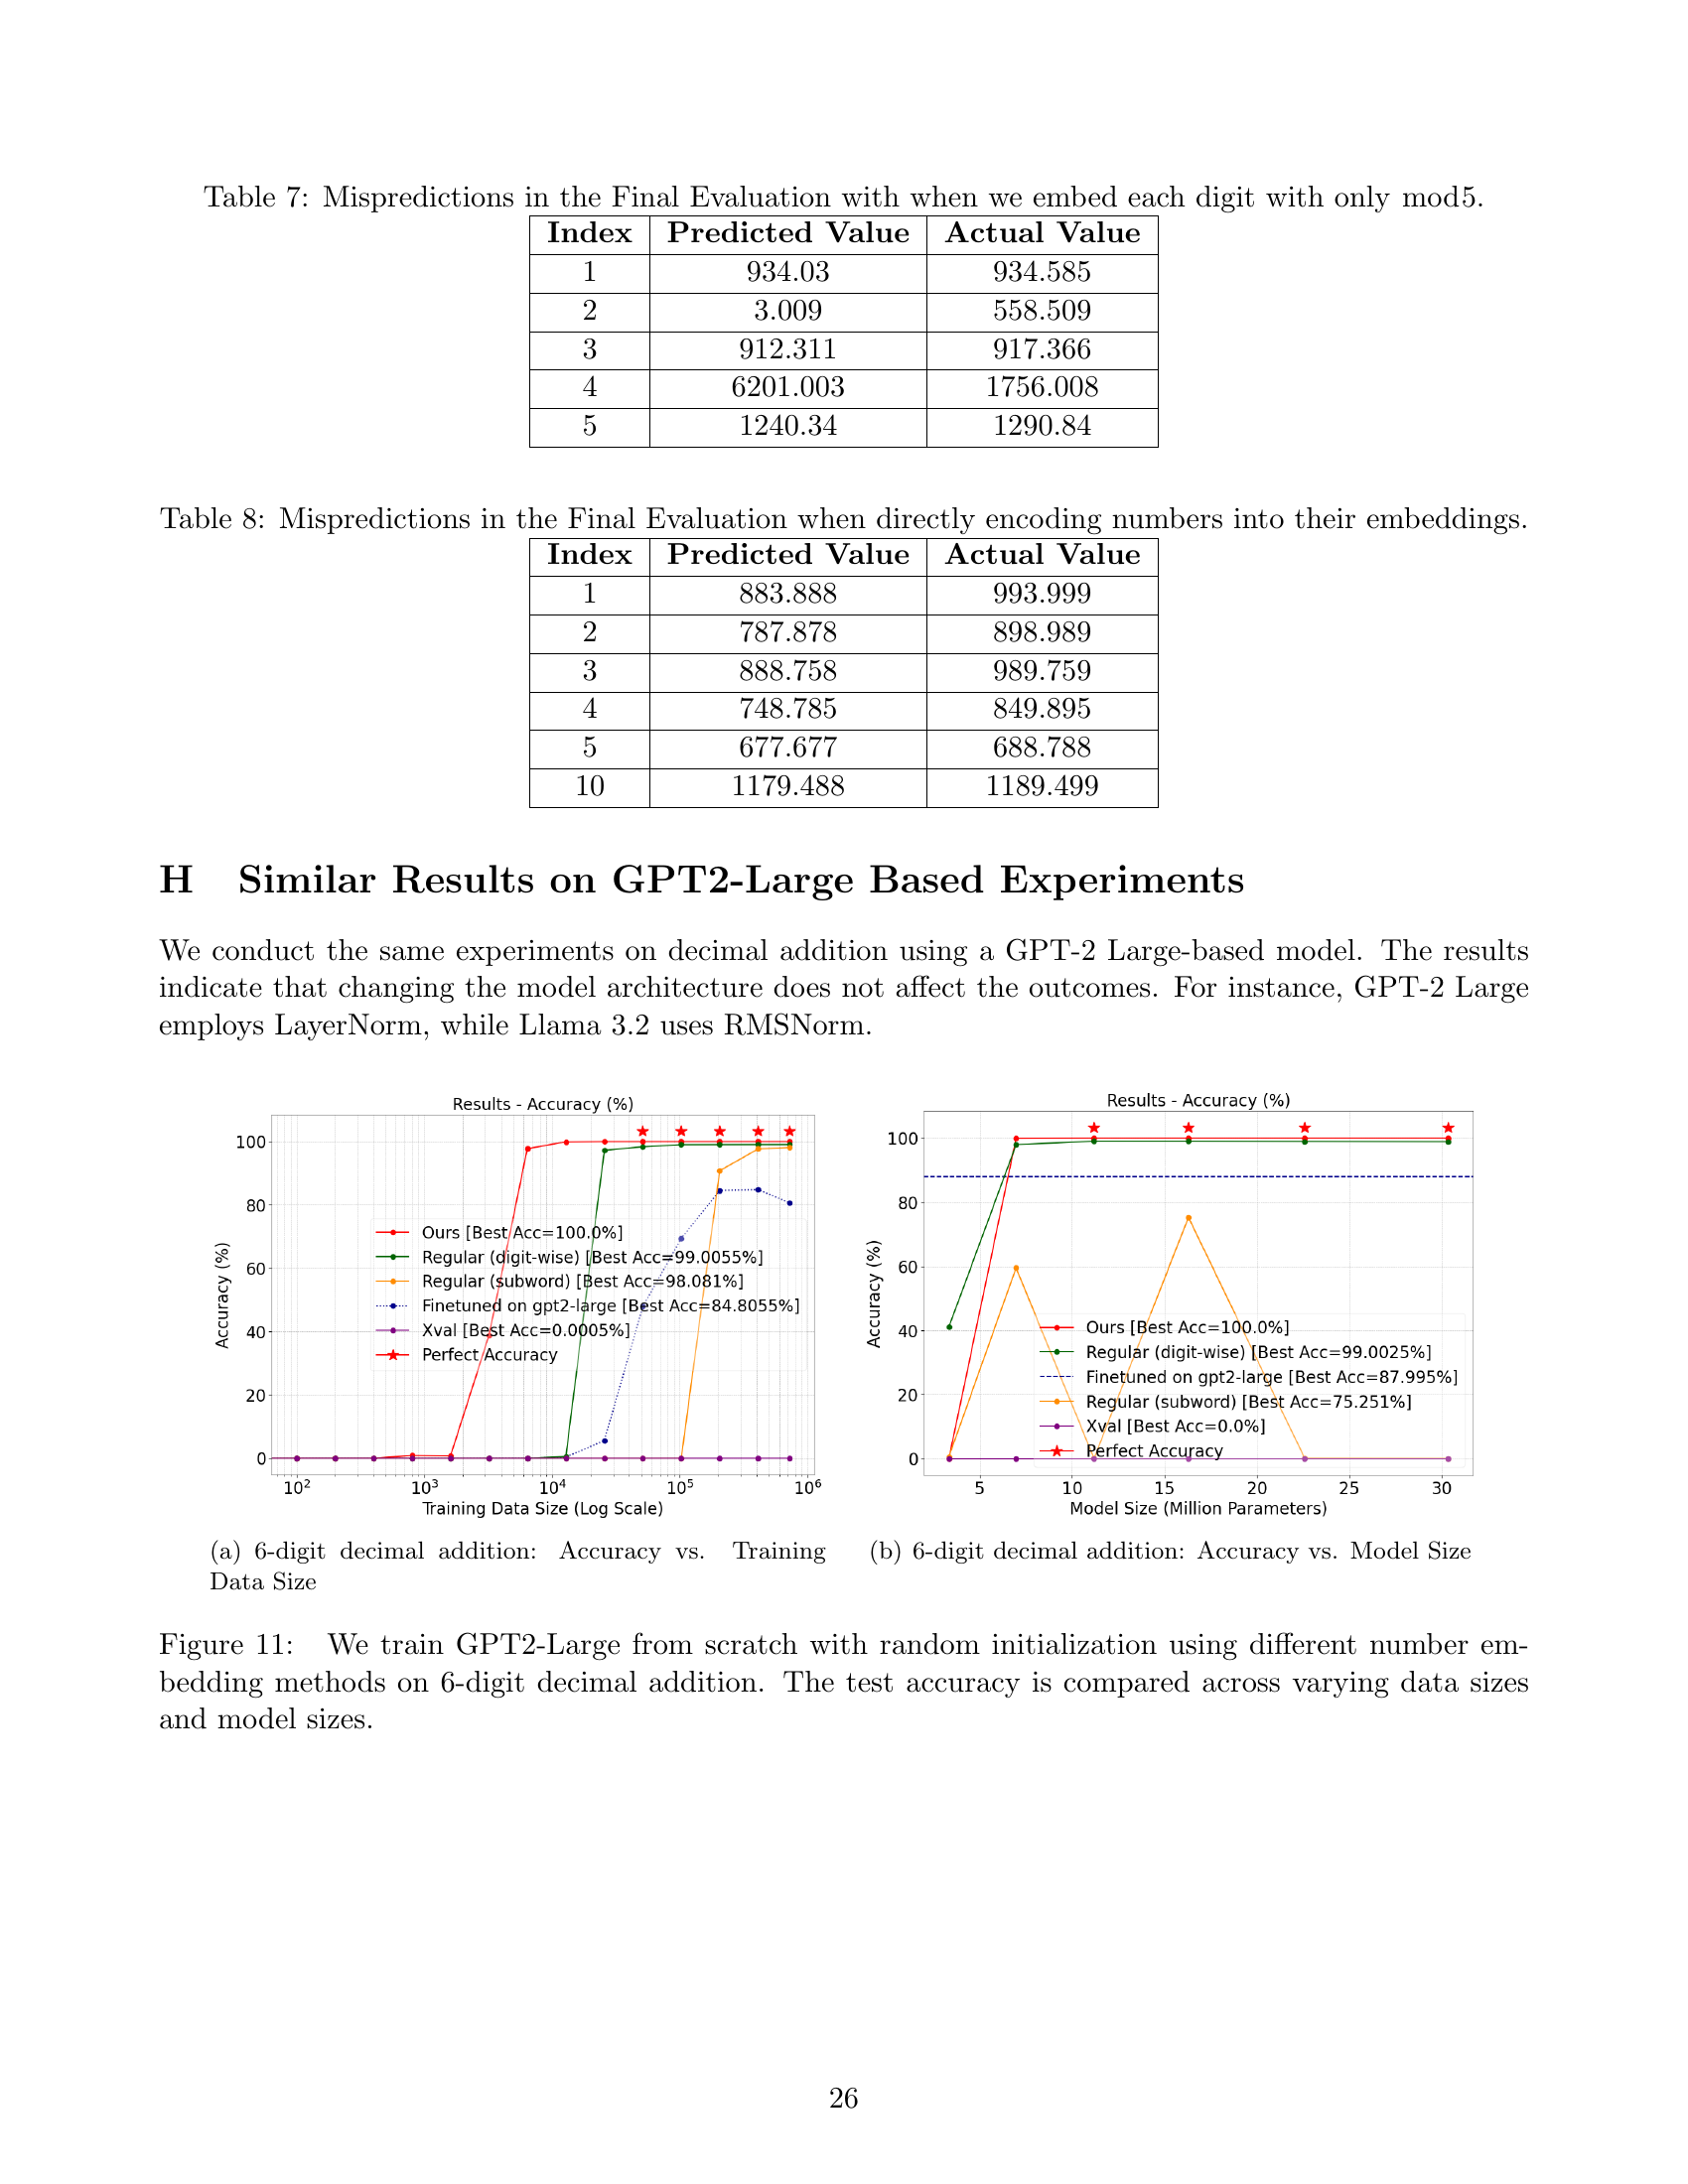 Table 7: Mispredictions in the Final Evaluation with when we embed each digit with only mod5.
Index Predicted Value Actual Value
1 934.03 934.585
2 3.009 558.509
3 912.311 917.366
4 6201.003 1756.008
5 1240.34 1290.84
Table 8: Mispredictions in the Final Evaluation when directly encoding numbers into their embeddings.
Index Predicted Value Actual Value
1 883.888 993.999
2 787.878 898.989
3 888.758 989.759
4 748.785 849.895
5 677.677 688.788
10 1179.488 1189.499
H Similar Results on GPT2-Large Based Experiments
We conduct the same experiments on decimal addition using a GPT-2 Large-based model. The results
indicate that changing the model architecture does not affect the outcomes. For instance, GPT-2 Large
employs LayerNorm, while Llama 3.2 uses RMSNorm.
Results - Accuracy (%)
100
80
60
40
20
0
Accuracy (%)
Ours [Best Acc=100.0%]
Regular (digit-wise) [Best Acc=99.0055%]
Regular (subword) [Best Acc=98.081%]
Finetuned on gpt2-large [Best Acc=84.8055%]
Xval [Best Acc=0.0005%]
Perfect Accuracy
10² 10³ 10⁴ 10⁵ 10⁶
Training Data Size (Log Scale)
(a) 6-digit decimal addition: Accuracy vs. Training
Data Size
Results - Accuracy (%)
100
80
60
40
20
0
Accuracy (%)
Ours [Best Acc=100.0%]
Regular (digit-wise) [Best Acc=99.0025%]
Finetuned on gpt2-large [Best Acc=87.995%]
Regular (subword) [Best Acc=75.251%]
Xval [Best Acc=0.0%]
Perfect Accuracy
5 10 15 20 25 30
Model Size (Million Parameters)
(b) 6-digit decimal addition: Accuracy vs. Model Size
Figure 11: We train GPT2-Large from scratch with random initialization using different number em-
bedding methods on 6-digit decimal addition. The test accuracy is compared across varying data sizes
and model sizes.
26